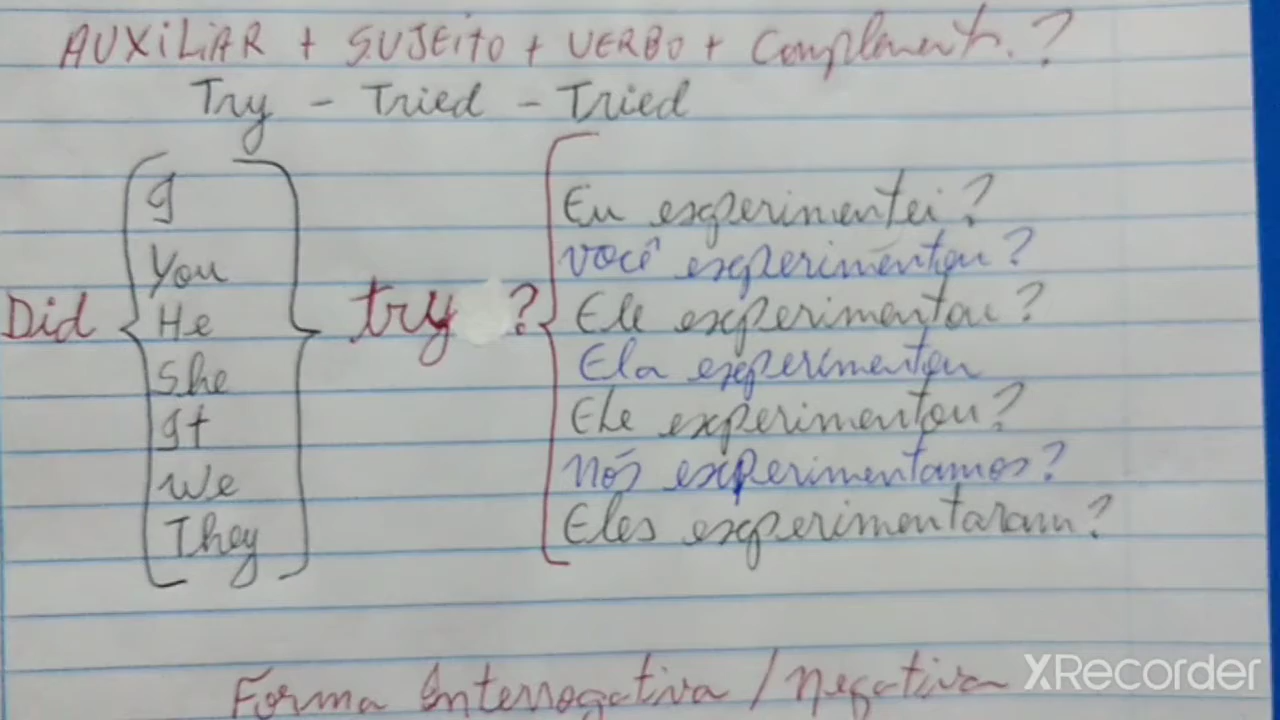 AUXiLiAR + SUJEiTO + VERBO + Complement. ?
Try - Tried - Tried
I
You
Did He try ?
She
It
We
They
Eu experimentei ?
você experimentou ?
Ele experimentou ?
Ela experimentou
Ele experimentou ?
nós experimentamos ?
Eles experimentaram ?
Forma Interrogativa / negativa
XRecorder